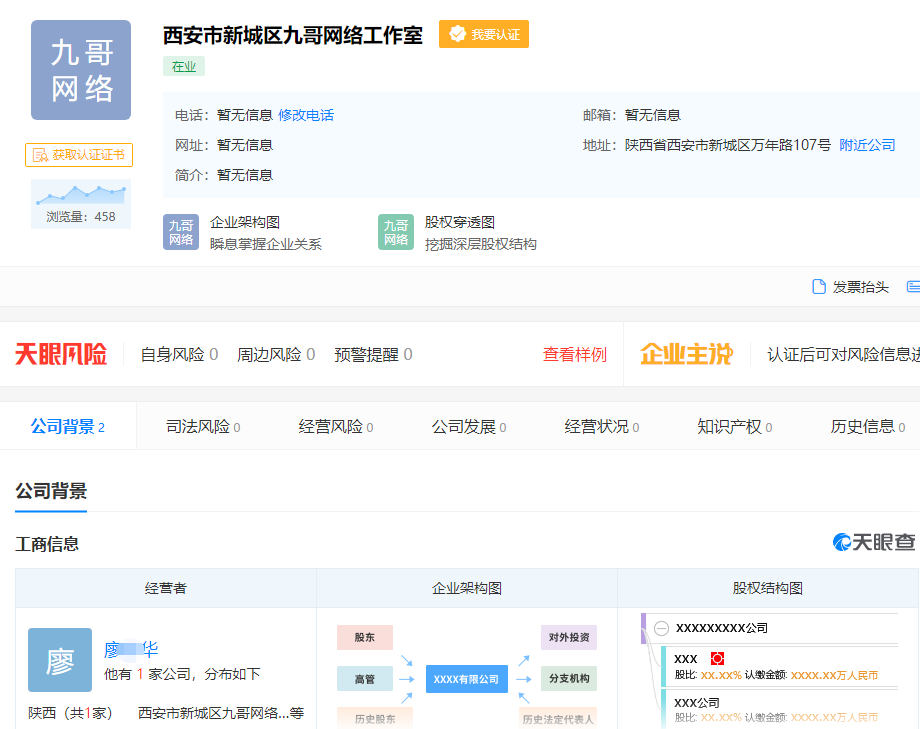 九哥
网络
西安市新城区九哥网络工作室
我要认证
在业
电话：暂无信息 修改电话
邮箱：暂无信息
网址：暂无信息
地址：陕西省西安市新城区万年路107号 附近公司
简介：暂无信息
获取认证证书
浏览量：458
九哥
网络
企业架构图
瞬息掌握企业关系
九哥
网络
股权穿透图
挖掘深层股权结构
发票抬头
天眼风险
自身风险 0 周边风险 0 预警提醒 0
查看样例
企业主说
认证后可对风险信息进
公司背景 2
司法风险 0
经营风险 0
公司发展 0
经营状况 0
知识产权 0
历史信息 0
公司背景
工商信息
天眼查
经营者
企业架构图
股权结构图
廖
廖 华
他有 1 家公司，分布如下
陕西（共1家） 西安市新城区九哥网络...等
股东
高管
历史股东
XXXX有限公司
对外投资
分支机构
历史法定代表人
XXXXXXXXX公司
XXX
股比: XX.XX% 认缴金额: XXXX.XX万人民币
XXX公司
股比: XX.XX% 认缴金额: XXXX.XX万人民币